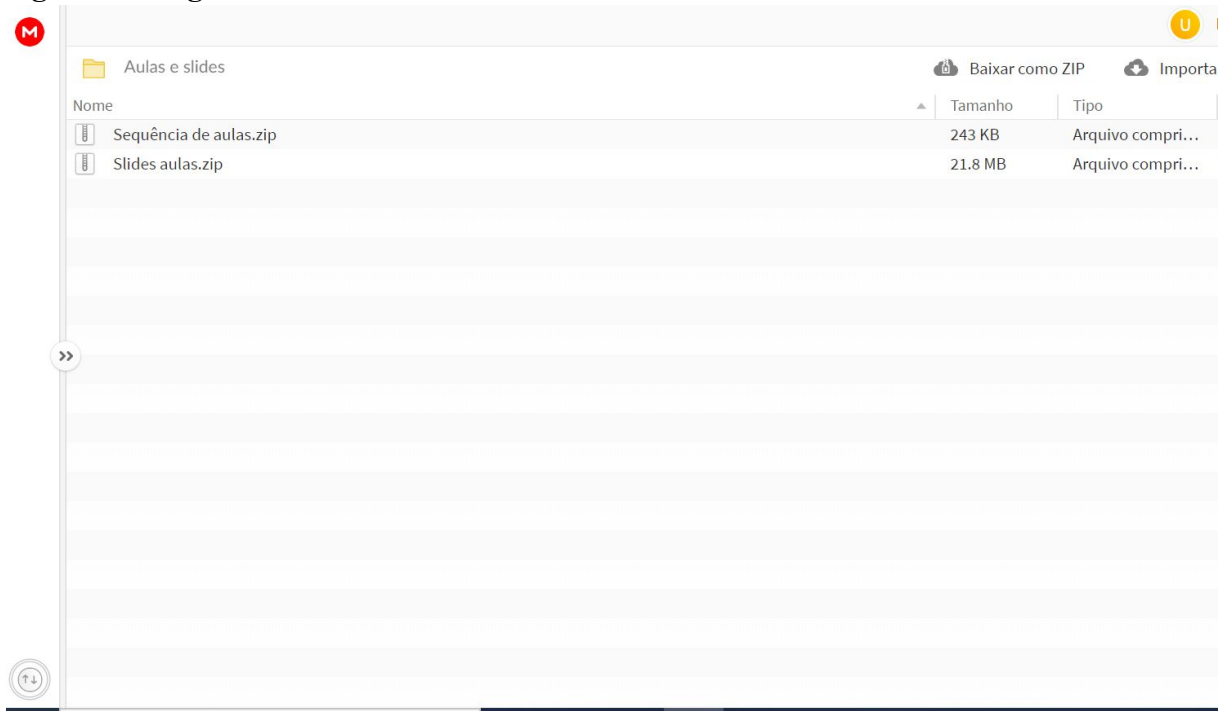 M
U
Aulas e slides
Baixar como ZIP
Importa
Nome
Tamanho
Tipo
Sequência de aulas.zip
243 KB
Arquivo compri...
Slides aulas.zip
21.8 MB
Arquivo compri...